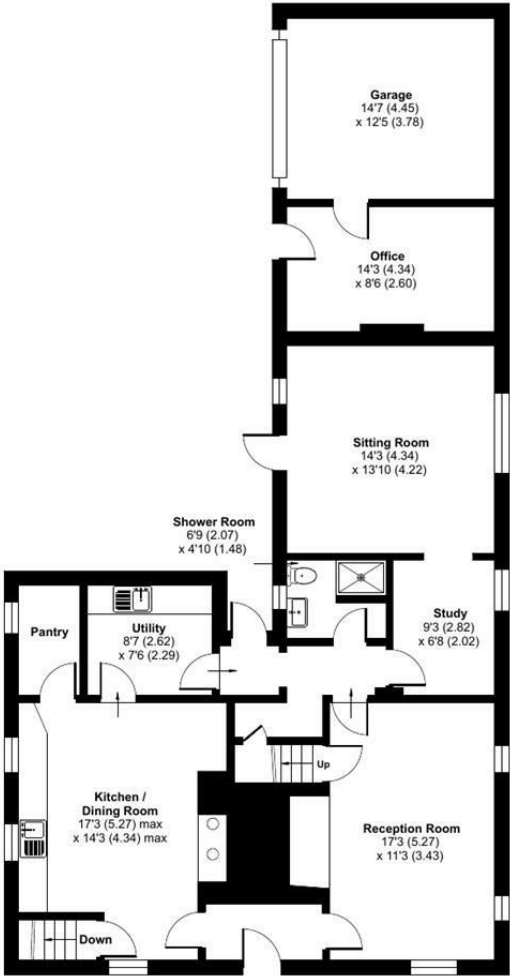 Garage
14'7 (4.45)
x 12'5 (3.78)
Office
14'3 (4.34)
x 8'6 (2.60)
Sitting Room
14'3 (4.34)
x 13'10 (4.22)
Shower Room
6'9 (2.07)
x 4'10 (1.48)
Study
9'3 (2.82)
x 6'8 (2.02)
Pantry
Utility
8'7 (2.62)
x 7'6 (2.29)
Up
Kitchen /
Dining Room
17'3 (5.27) max
x 14'3 (4.34) max
Reception Room
17'3 (5.27)
x 11'3 (3.43)
Down